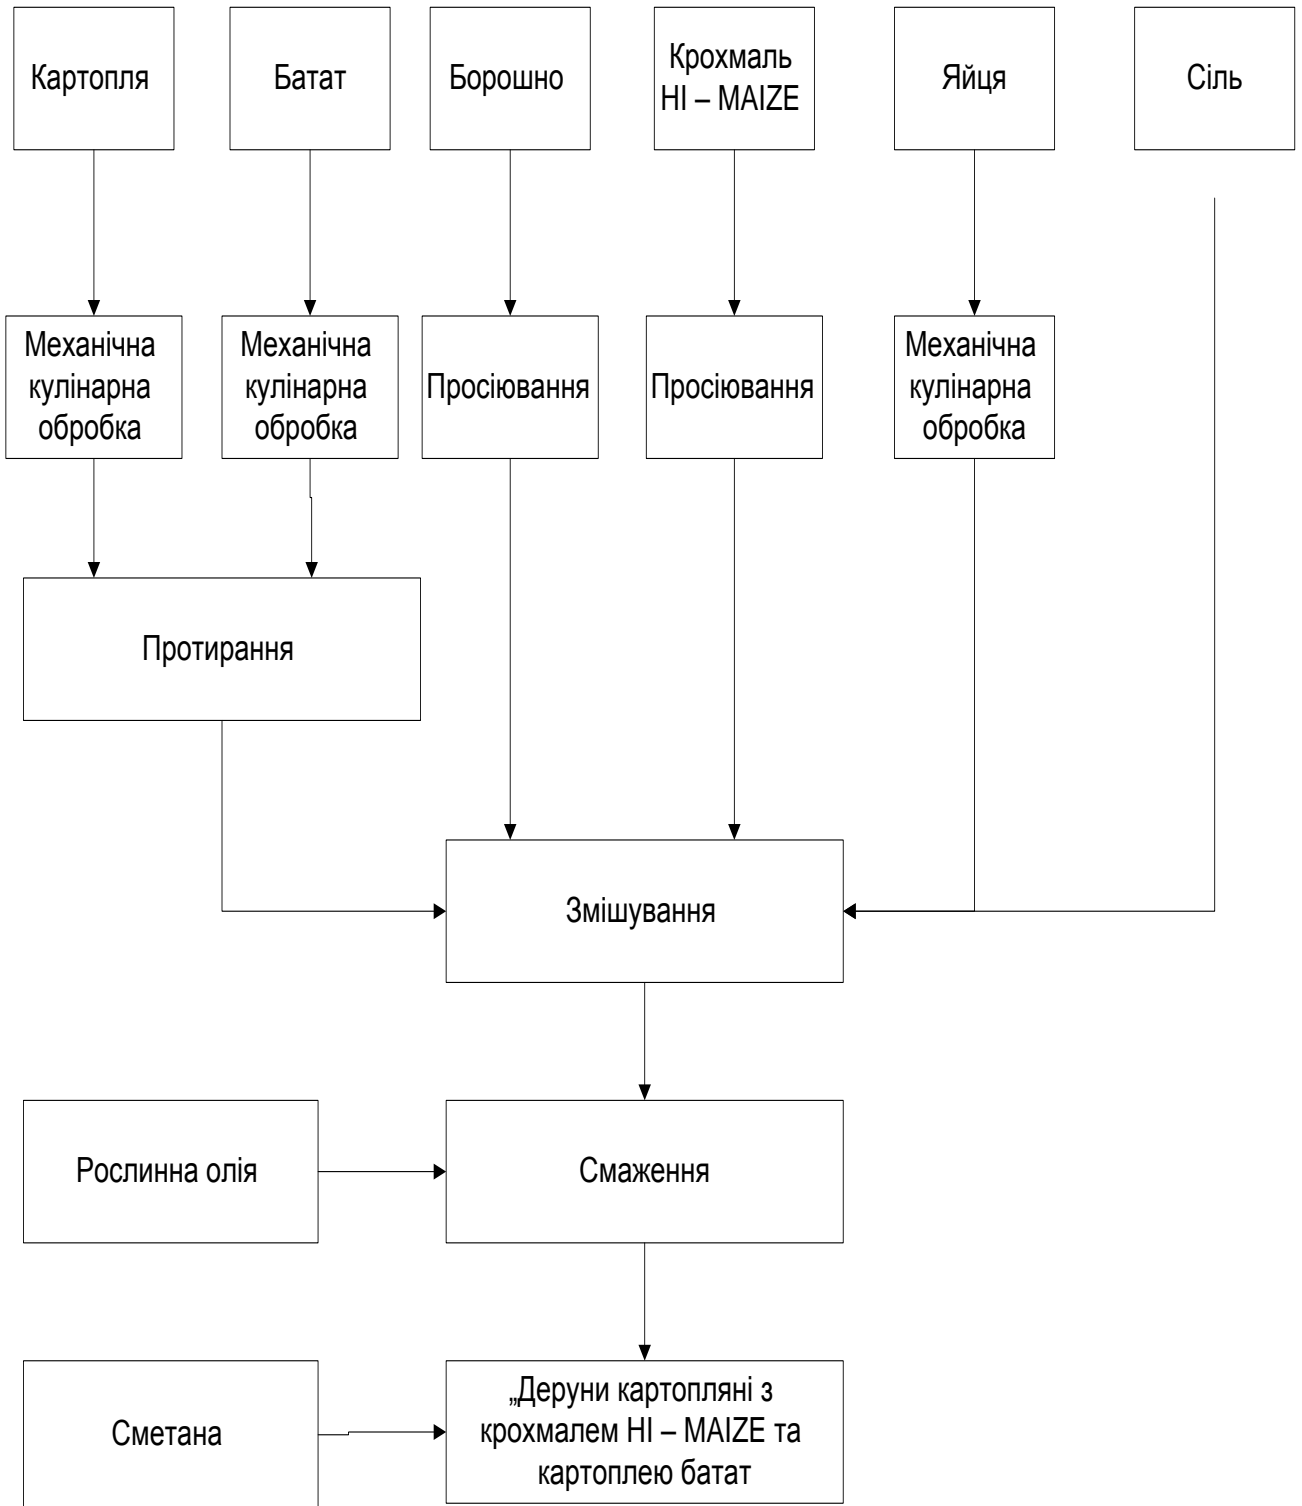 Картопля
Батат
Борошно
Крохмаль
HI – MAIZE
Яйця
Сіль
Механічна
кулінарна
обробка
Механічна
кулінарна
обробка
Просіювання
Просіювання
Механічна
кулінарна
обробка
Протирання
Змішування
Рослинна олія
Смаження
Сметана
„Деруни картопляні з
крохмалем HI – MAIZE та
картоплею батат